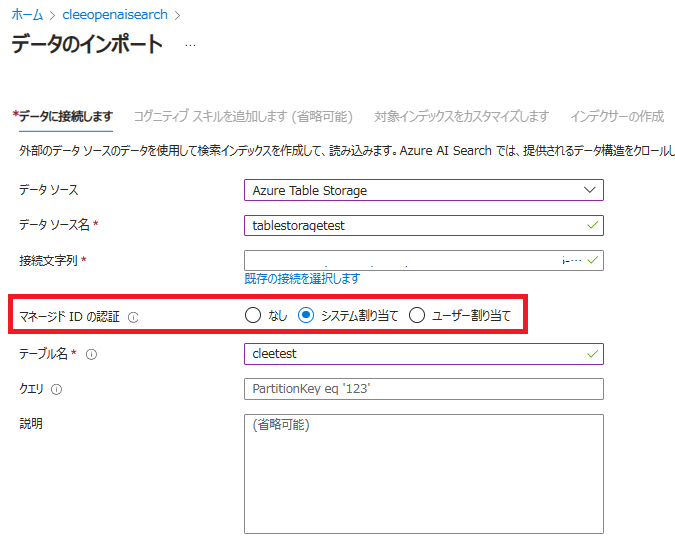 ホーム > cleeopenaisearch >
データのインポート ...
*データに接続します コグニティブ スキルを追加します (省略可能) 対象インデックスをカスタマイズします インデクサーの作成
外部のデータ ソースのデータを使用して検索インデックスを作成して、読み込みます。Azure AI Search では、提供されるデータ構造をクロールし
データ ソース Azure Table Storage
データ ソース名 * tablestoragetest
接続文字列 *
既存の接続を選択します
マネージド ID の認証 なし システム割り当て ユーザー割り当て
テーブル名 * cleetest
クエリ PartitionKey eq '123'
説明 (省略可能)